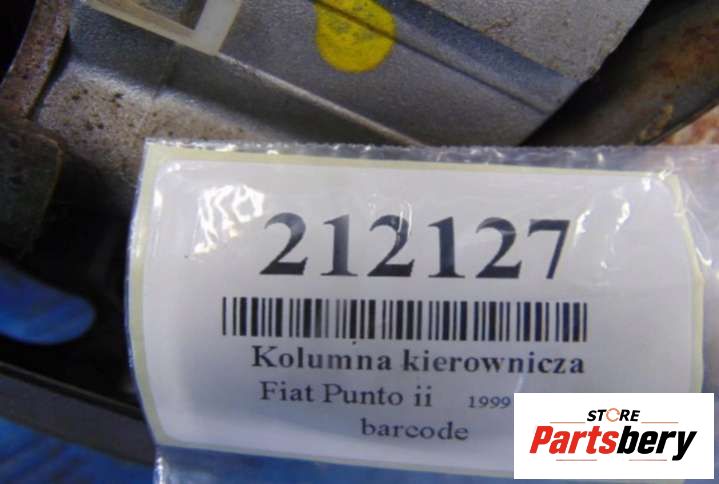 212127
Kolumna kierownicza
Fiat Punto ii 1999
barcode
STORE
Partsbery